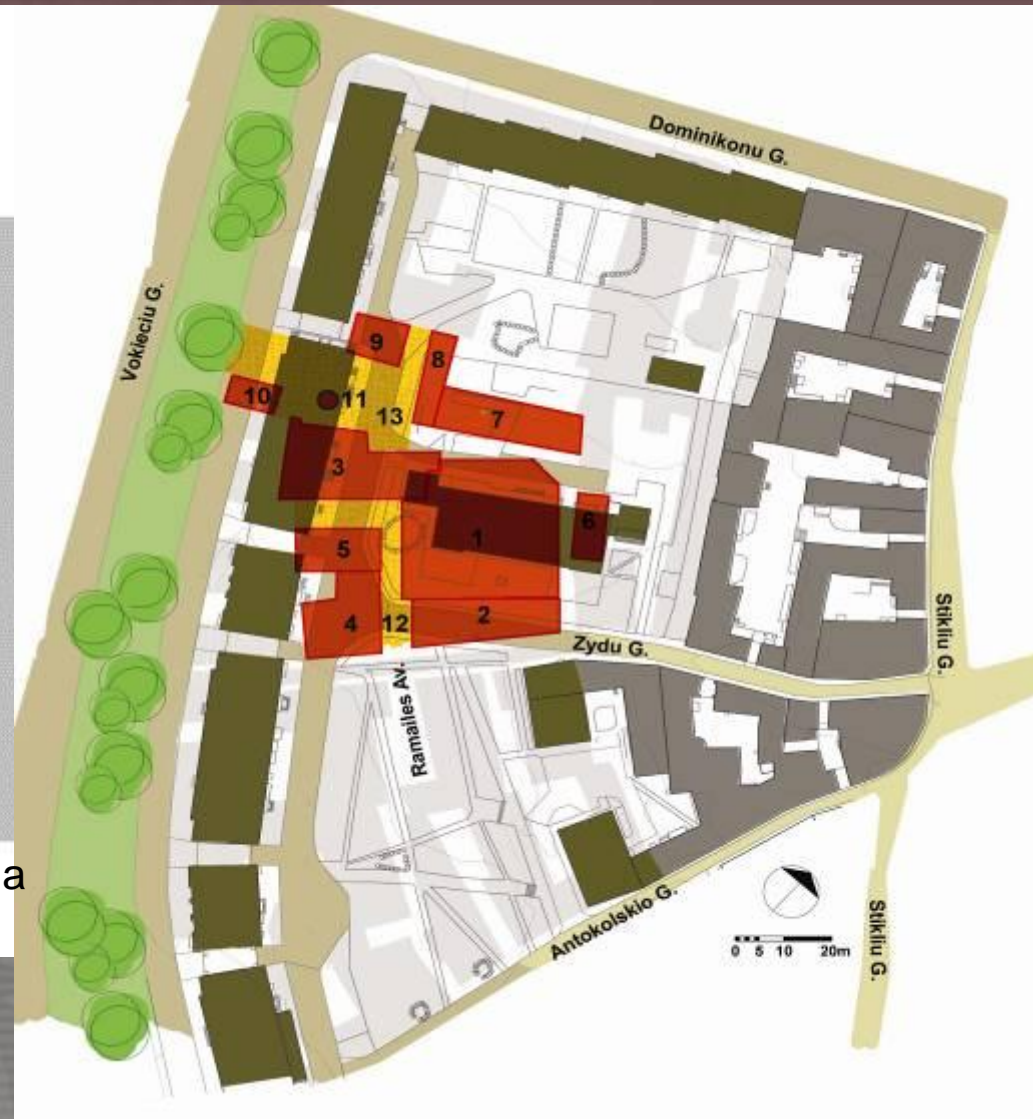 Dominikonu G.
Vokieciu G.
9
8
10
11
13
7
3
6
1
5
4
12
2
Zydu G.
Stikliu G.
Ramailes Av.
a
Antokolskio G.
Stikliu G.
0 5 10 20m